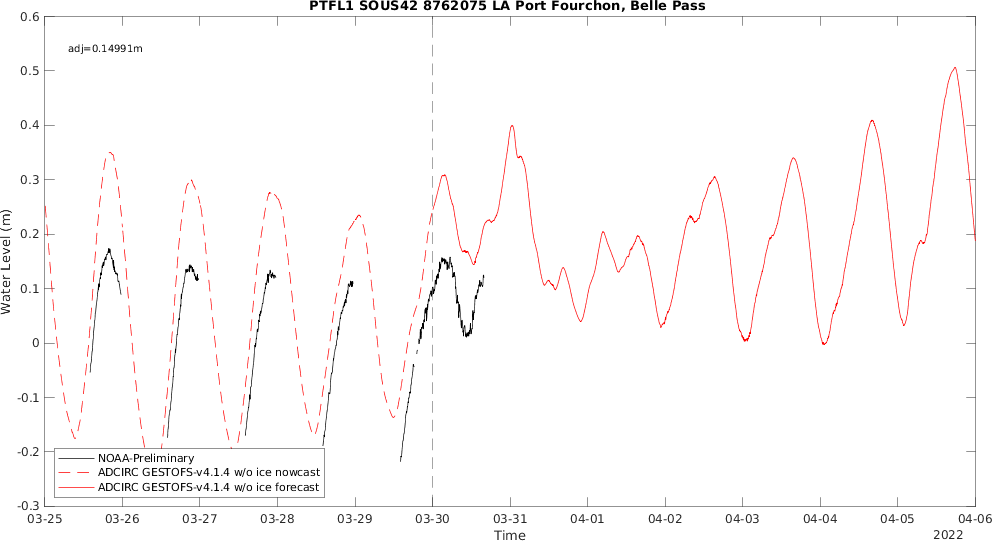 PTFL1 SOUS42 8762075 LA Port Fourchon, Belle Pass
adj=0.14991m
0.6
0.5
0.4
0.3
0.2
0.1
0
-0.1
-0.2
-0.3
Water Level (m)
NOAA-Preliminary
ADCIRC GESTOFS-v4.1.4 w/o ice nowcast
ADCIRC GESTOFS-v4.1.4 w/o ice forecast
03-25 03-26 03-27 03-28 03-29 03-30 03-31 04-01 04-02 04-03 04-04 04-05 04-06
Time
2022